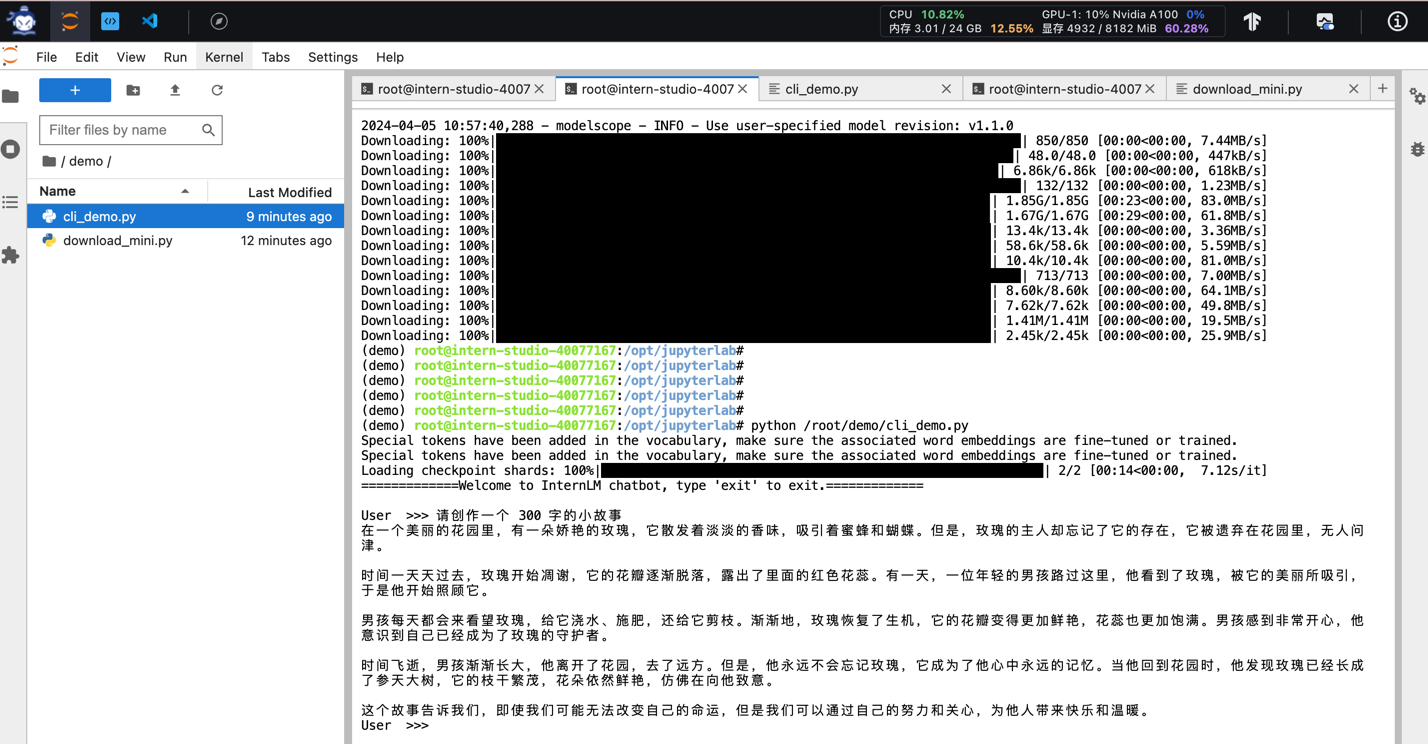 CPU 10.82% GPU-1: 10% Nvidia A100 0%
内存 3.01 / 24 GB 12.55% 显存 4932 / 8182 MiB 60.28%
File Edit View Run Kernel Tabs Settings Help
root@intern-studio-4007 root@intern-studio-4007 cli_demo.py root@intern-studio-4007 download_mini.py
Filter files by name
/ demo /
Name Last Modified
cli_demo.py 9 minutes ago
download_mini.py 12 minutes ago
2024-04-05 10:57:40,288 - modelscope - INFO - Use user-specified model revision: v1.1.0
Downloading: 100%| | 850/850 [00:00<00:00, 7.44MB/s]
Downloading: 100%| | 48.0/48.0 [00:00<00:00, 447kB/s]
Downloading: 100%| | 6.86k/6.86k [00:00<00:00, 618kB/s]
Downloading: 100%| | 132/132 [00:00<00:00, 1.23MB/s]
Downloading: 100%| | 1.85G/1.85G [00:23<00:00, 83.0MB/s]
Downloading: 100%| | 1.67G/1.67G [00:29<00:00, 61.8MB/s]
Downloading: 100%| | 13.4k/13.4k [00:00<00:00, 3.36MB/s]
Downloading: 100%| | 58.6k/58.6k [00:00<00:00, 5.59MB/s]
Downloading: 100%| | 10.4k/10.4k [00:00<00:00, 81.0MB/s]
Downloading: 100%| | 713/713 [00:00<00:00, 7.00MB/s]
Downloading: 100%| | 8.60k/8.60k [00:00<00:00, 64.1MB/s]
Downloading: 100%| | 7.62k/7.62k [00:00<00:00, 49.8MB/s]
Downloading: 100%| | 1.41M/1.41M [00:00<00:00, 19.5MB/s]
Downloading: 100%| | 2.45k/2.45k [00:00<00:00, 25.9MB/s]
(demo) root@intern-studio-40077167:/opt/jupyterlab#
(demo) root@intern-studio-40077167:/opt/jupyterlab#
(demo) root@intern-studio-40077167:/opt/jupyterlab#
(demo) root@intern-studio-40077167:/opt/jupyterlab#
(demo) root@intern-studio-40077167:/opt/jupyterlab#
(demo) root@intern-studio-40077167:/opt/jupyterlab# python /root/demo/cli_demo.py
Special tokens have been added in the vocabulary, make sure the associated word embeddings are fine-tuned or trained.
Special tokens have been added in the vocabulary, make sure the associated word embeddings are fine-tuned or trained.
Loading checkpoint shards: 100%| | 2/2 [00:14<00:00, 7.12s/it]
=============Welcome to InternLM chatbot, type 'exit' to exit.=============
User >>> 请创作一个 300 字的小故事
在一个美丽的花园里，有一朵娇艳的玫瑰，它散发着淡淡的香味，吸引着蜜蜂和蝴蝶。但是，玫瑰的主人却忘记了它的存在，它被遗弃在花园里，无人问
津。
时间一天天过去，玫瑰开始凋谢，它的花瓣逐渐脱落，露出了里面的红色花蕊。有一天，一位年轻的男孩路过这里，他看到了玫瑰，被它的美丽所吸引，
于是他开始照顾它。
男孩每天都会来看望玫瑰，给它浇水、施肥，还给它剪枝。渐渐地，玫瑰恢复了生机，它的花瓣变得更加鲜艳，花蕊也更加饱满。男孩感到非常开心，他
意识到自己已经成为了玫瑰的守护者。
时间飞逝，男孩渐渐长大，他离开了花园，去了远方。但是，他永远不会忘记玫瑰，它成为了他心中永远的记忆。当他回到花园时，他发现玫瑰已经长成
了参天大树，它的枝干繁茂，花朵依然鲜艳，仿佛在向他致意。
这个故事告诉我们，即使我们可能无法改变自己的命运，但是我们可以通过自己的努力和关心，为他人带来快乐和温暖。
User >>>